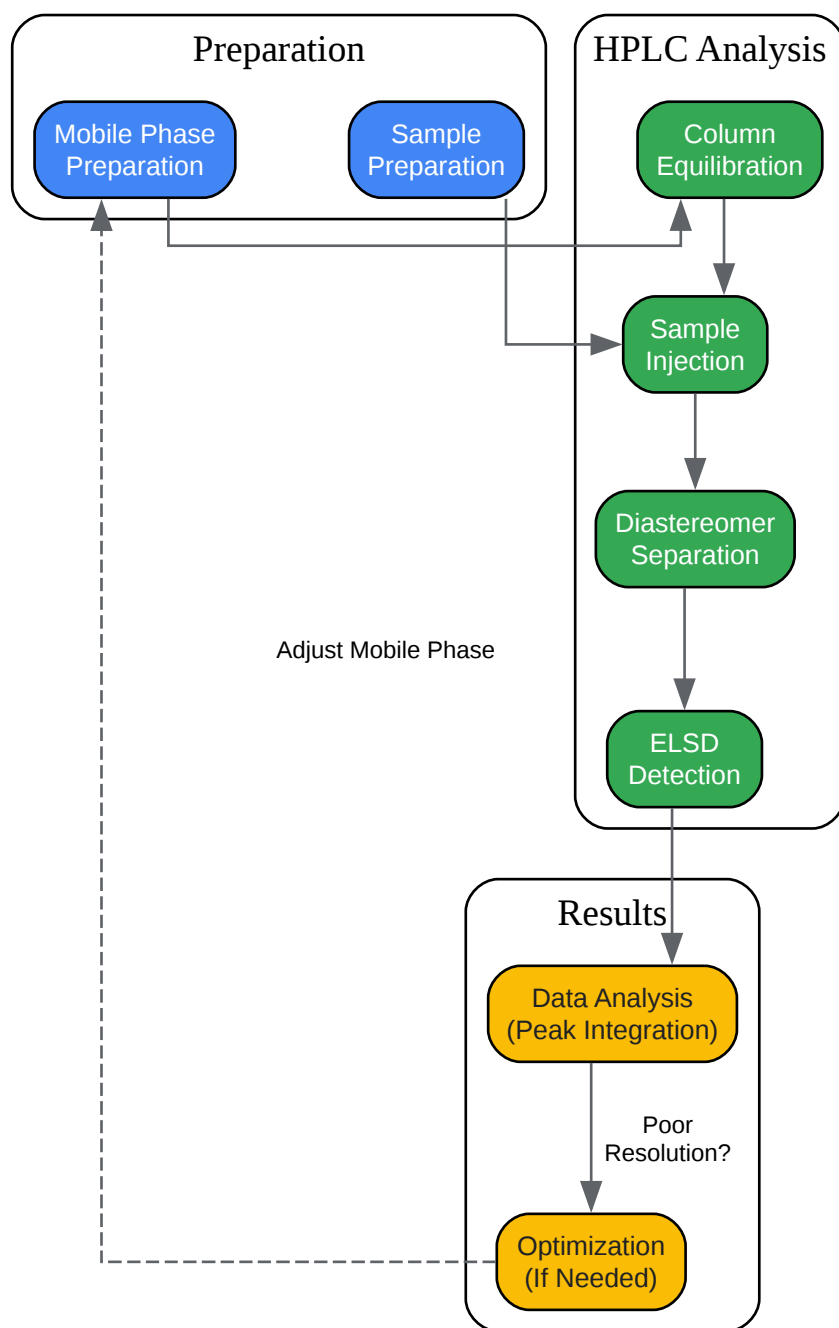 Preparation
HPLC Analysis
Mobile Phase
Preparation
Sample
Preparation
Column
Equilibration
Sample
Injection
Diastereomer
Separation
Adjust Mobile Phase
ELSD
Detection
Results
Data Analysis
(Peak Integration)
Poor
Resolution?
Optimization
(If Needed)